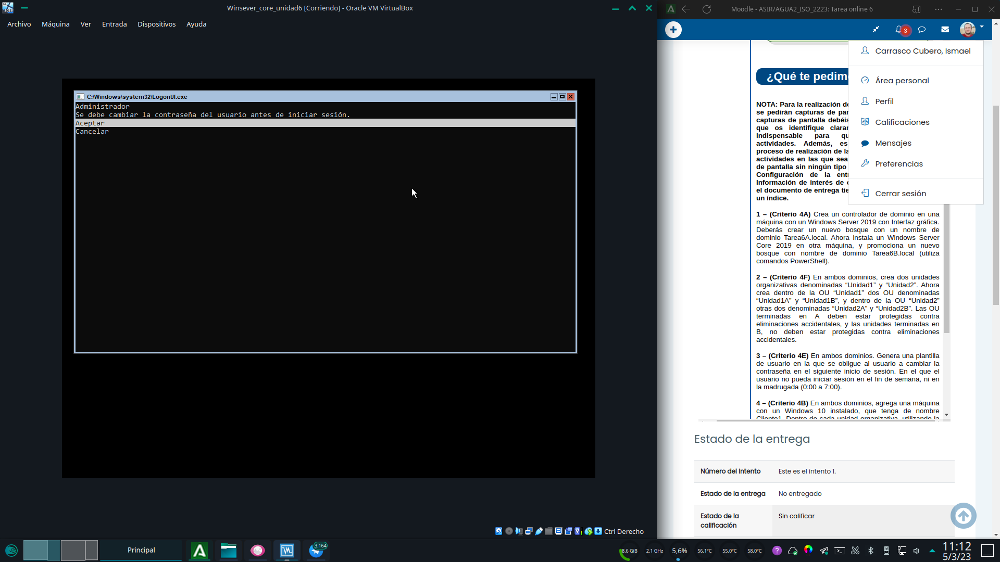 Winsever_core_unidad6 [Corriendo] - Oracle VM VirtualBox
Archivo Máquina Ver Entrada Dispositivos Ayuda
C:\Windows\system32\LogonUI.exe
Administrador
Se debe cambiar la contraseña del usuario antes de iniciar sesión.
Aceptar
Cancelar
Ctrl Derecho
Moodle - ASIR/AGUA2_ISO_2223: Tarea online 6
3
Carrasco Cubero, Ismael
Área personal
Perfil
Calificaciones
Mensajes
Preferencias
Cerrar sesión
¿Qué te pedim
NOTA: Para la realización de
se pedirán capturas de pan
capturas de pantalla debéis
que os identifique claram
indispensable para qu
actividades. Además, es
proceso de realización de la
actividades en las que sea
de pantalla sin ningún tipo
Configuración de la entr
Información de interés de e
el documento de entrega tie
un índice.
1 – (Criterio 4A) Crea un controlador de dominio en una
máquina con un Windows Server 2019 con Interfaz gráfica.
Deberás crear un nuevo bosque con un nombre de
dominio Tarea6A.local. Ahora instala un Windows Server
Core 2019 en otra máquina, y promociona un nuevo
bosque con nombre de dominio Tarea6B.local (utiliza
comandos PowerShell).
2 – (Criterio 4F) En ambos dominios, crea dos unidades
organizativas denominadas “Unidad1” y “Unidad2”. Ahora
crea dentro de la OU “Unidad1” dos OU denominadas
“Unidad1A” y “Unidad1B”, y dentro de la OU “Unidad2”
otras dos denominadas “Unidad2A” y “Unidad2B”. Las OU
terminadas en A deben estar protegidas contra
eliminaciones accidentales, y las unidades terminadas en
B, no deben estar protegidas contra eliminaciones
accidentales.
3 – (Criterio 4E) En ambos dominios. Genera una plantilla
de usuario en la que se obligue al usuario a cambiar la
contraseña en el siguiente inicio de sesión. En el que el
usuario no pueda iniciar sesión en el fin de semana, ni en
la madrugada (0:00 a 7:00).
4 – (Criterio 4B) En ambos dominios, agrega una máquina
con un Windows 10 instalado, que tenga de nombre
Cliente1. Dentro de cada unidad organizativa, utilizando la
Estado de la entrega
Número del intento Este es el intento 1.
Estado de la entrega No entregado
Estado de la calificación Sin calificar
Principal
3.164
8,6 GiB 2,1 GHz 5,6% 56,1°C 55,0°C 58,0°C
11:12
5/3/23